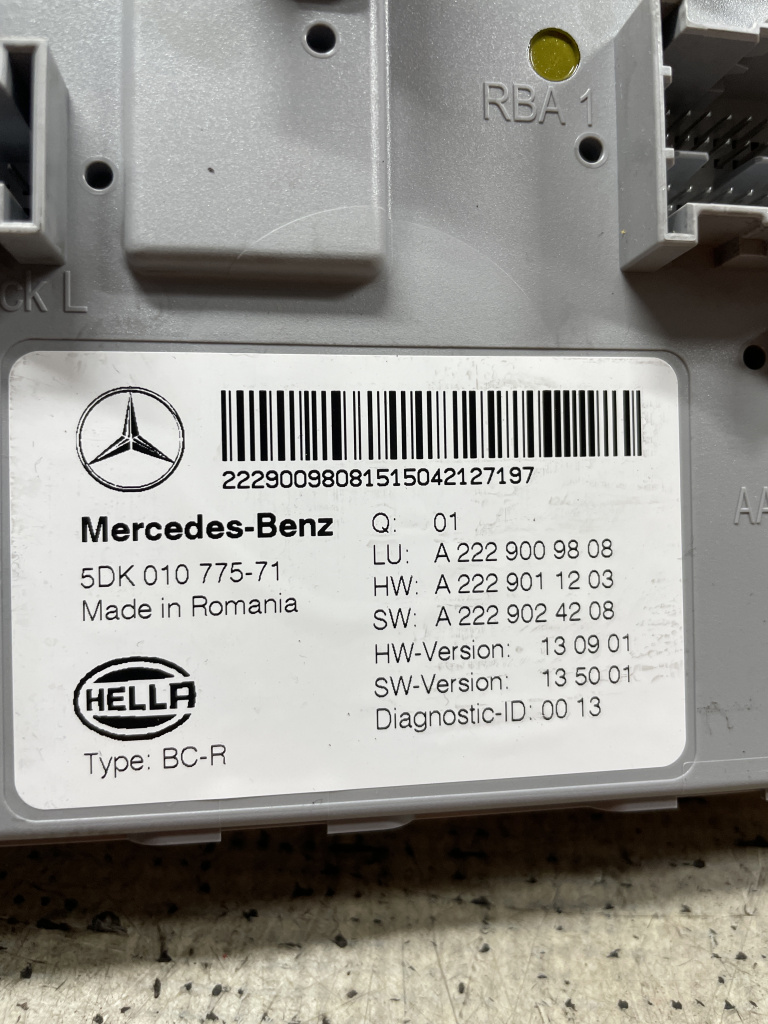 RBA 1
ck L
22290098081515042127197
Mercedes-Benz
5DK 010 775-71
Made in Romania
HELLA
Type: BC-R
Q: 01
LU: A 222 900 98 08
HW: A 222 901 12 03
SW: A 222 902 42 08
HW-Version: 13 09 01
SW-Version: 13 50 01
Diagnostic-ID: 00 13
AA